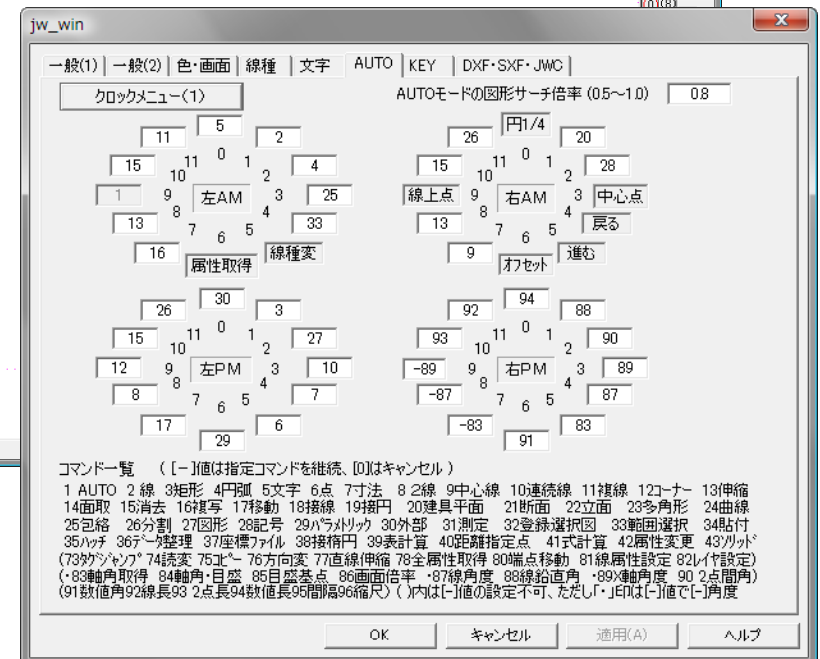 1(0)(8)
jw_win
一般(1) 一般(2) 色・画面 線種 文字 AUTO KEY DXF・SXF・JWC
クロックメニュー(1) AUTOモードの図形サーチ倍率 (0.5～1.0) 0.8
5 円1/4
11 2 26 20
15 11 0 1 4 15 11 0 1 28
10 2 10 2
1 9 左AM 3 25 線上点 9 右AM 3 中心点
13 8 4 33 13 8 4 戻る
7 6 5 7 6 5
16 線種変 9 進む
属性取得 オフセット
30 94
26 3 92 88
15 11 0 1 27 93 11 0 1 90
10 2 10 2
12 9 左PM 3 10 -89 9 右PM 3 89
8 8 4 7 -87 8 4 87
7 6 5 7 6 5
17 6 -83 83
29 91
コマンド一覧 ( [－]値は指定コマンドを継続、[0]はキャンセル )
1 AUTO 2 線 3矩形 4円弧 5文字 6点 7寸法 8 2線 9中心線 10連続線 11複線 12コーナー 13伸縮
14面取 15消去 16複写 17移動 18接線 19接円 20建具平面 21断面 22立面 23多角形 24曲線
25包絡 26分割 27図形 28記号 29パラメトリック 30外部 31測定 32登録選択図 33範囲選択 34貼付
35ハッチ 36データ整理 37座標ファイル 38接楕円 39表計算 40距離指定点 41式計算 42属性変更 43ソリッド
(73タグジャンプ 74読変 75コピー 76方向変 77直線伸縮 78全属性取得 80端点移動 81線属性設定 82レイヤ設定)
(・83軸角取得 84軸角・目盛 85目盛基点 86画面倍率 ・87線角度 88線鉛直角 ・89X軸角度 90 2点間角)
(91数値角92線長93 2点長94数値長95間隔96縮尺) ( )内は[-]値の設定不可、ただし「・」印は[-]値で[-]角度
OK キャンセル 適用(A) ヘルプ